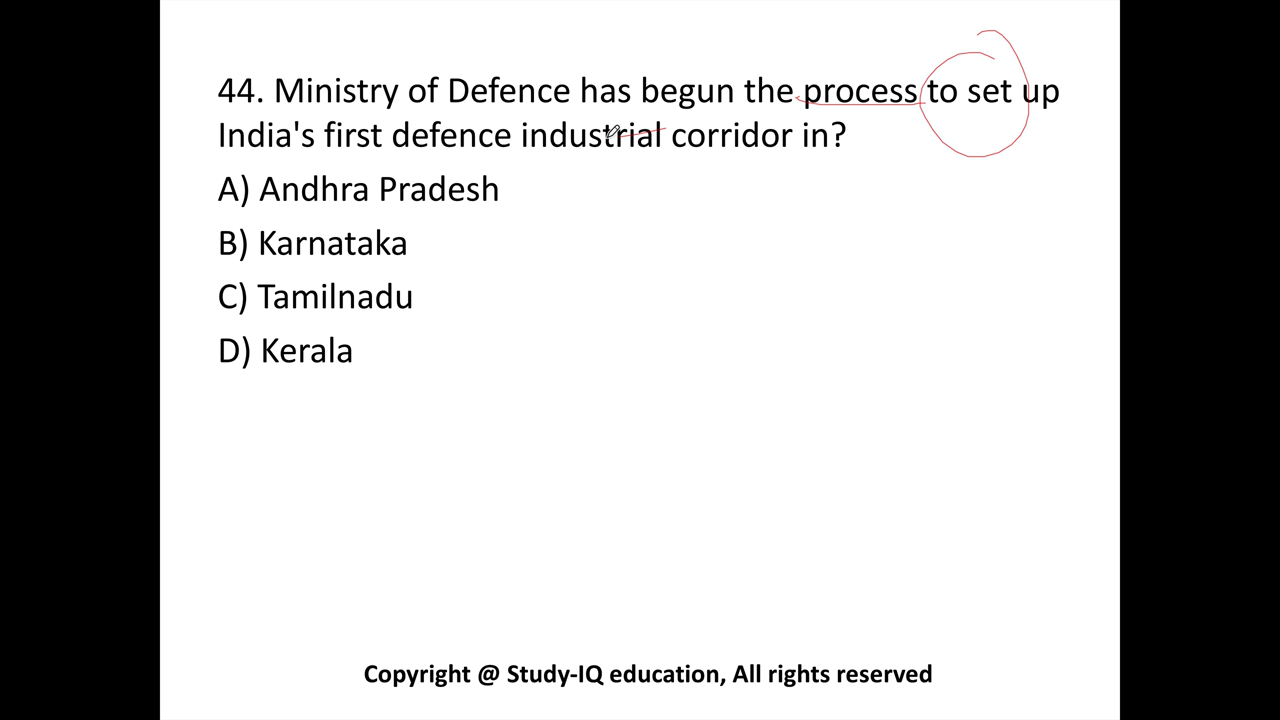 44. Ministry of Defence has begun the process to set up
India's first defence industrial corridor in?
A) Andhra Pradesh
B) Karnataka
C) Tamilnadu
D) Kerala
Copyright @ Study-IQ education, All rights reserved